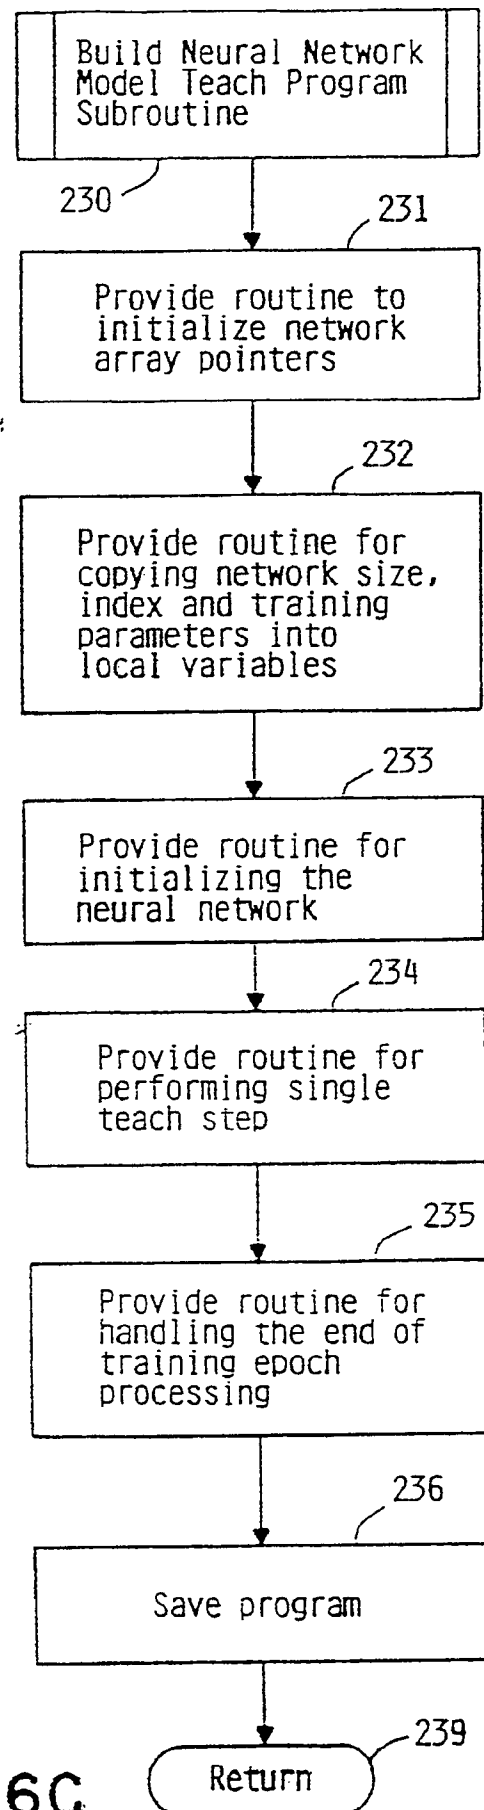 Build Neural Network
Model Teach Program
Subroutine
230
231
Provide routine to
initialize network
array pointers
232
Provide routine for
copying network size,
index and training
parameters into
local variables
233
Provide routine for
initializing the
neural network
234
Provide routine for
performing single
teach step
235
Provide routine for
handling the end of
training epoch
processing
236
Save program
239
Return
6C